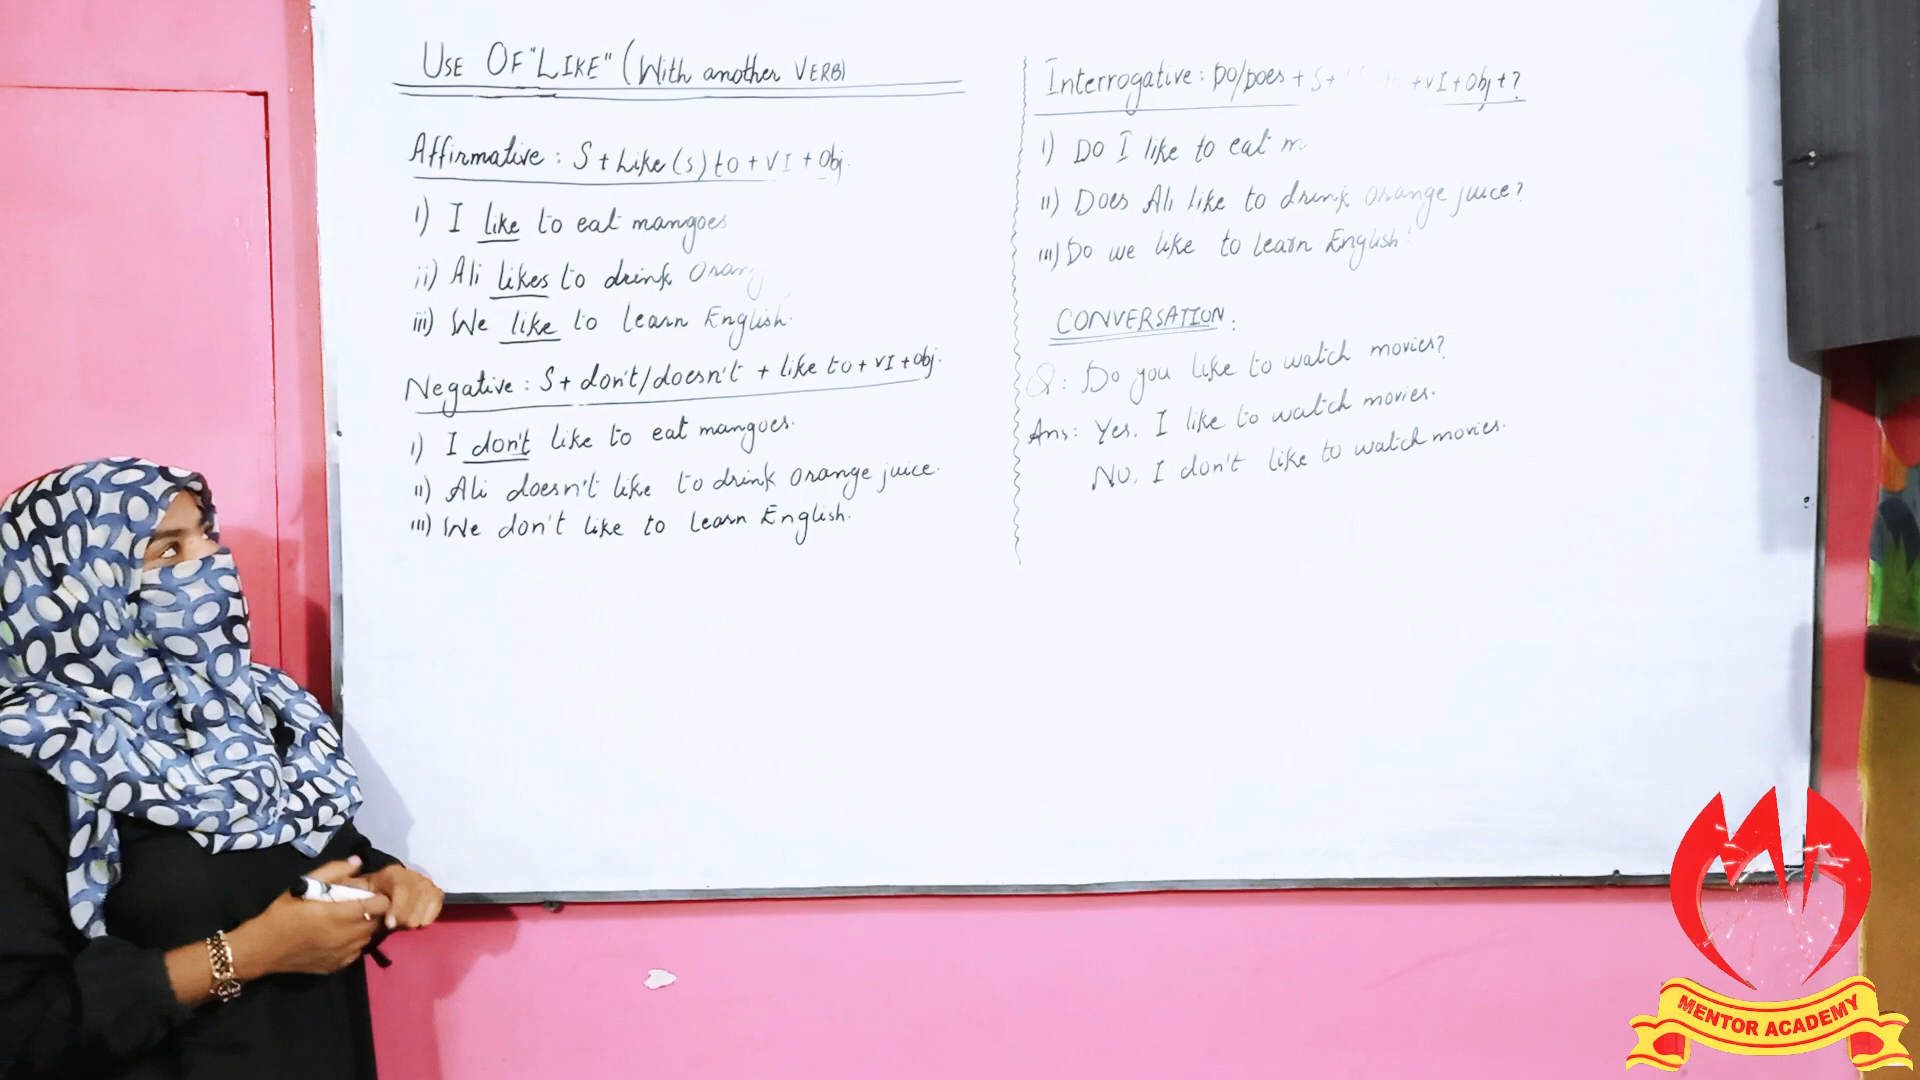 USE OF "LIKE" (With another VERB)
Affirmative : S + Like(s) to + V I + Obj.
i) I like to eat mangoes
ii) Ali likes to drink
iii) We like to learn English.
Negative : S + don't/doesn't + like to + V I + obj.
i) I don't like to eat mangoes.
ii) Ali doesn't like to drink orange juice.
iii) We don't like to learn English.
Interrogative : Do/Does + S + + V I + Obj + ?
i) Do I like to eat
ii) Does Ali like to drink orange juice?
iii) Do we like to learn English
CONVERSATION :
Q : Do you like to watch movies?
Ans : Yes, I like to watch movies.
No, I don't like to watch movies.
MENTOR ACADEMY